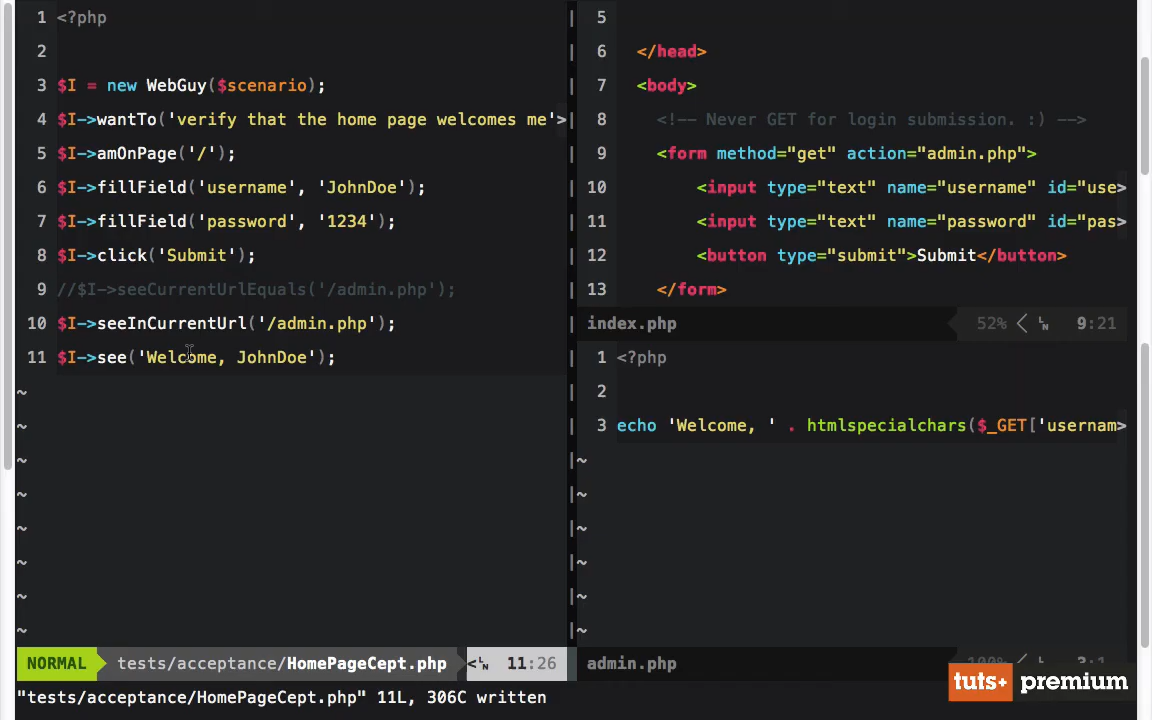 1 <?php
2
3 $I = new WebGuy($scenario);
4 $I->wantTo('verify that the home page welcomes me'>
5 $I->amOnPage('/');
6 $I->fillField('username', 'JohnDoe');
7 $I->fillField('password', '1234');
8 $I->click('Submit');
9 //$I->seeCurrentUrlEquals('/admin.php');
10 $I->seeInCurrentUrl('/admin.php');
11 $I->see('Welcome, JohnDoe');
~
~
~
~
~
~
~
~
NORMAL tests/acceptance/HomePageCept.php < 11:26
"tests/acceptance/HomePageCept.php" 11L, 306C written
5
6 </head>
7 <body>
8 <!-- Never GET for login submission. :) -->
9 <form method="get" action="admin.php">
10 <input type="text" name="username" id="use>
11 <input type="text" name="password" id="pas>
12 <button type="submit">Submit</button>
13 </form>
index.php 52% 9:21
1 <?php
2
3 echo 'Welcome, ' . htmlspecialchars($_GET['usernam>
~
~
~
~
~
~
admin.php
tuts+ premium